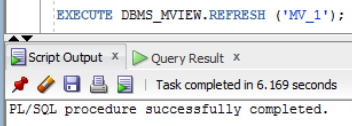 EXECUTE DBMS_MVIEW.REFRESH ('MV_1');
Script Output x Query Result x
Task completed in 6.169 seconds
PL/SQL procedure successfully completed.